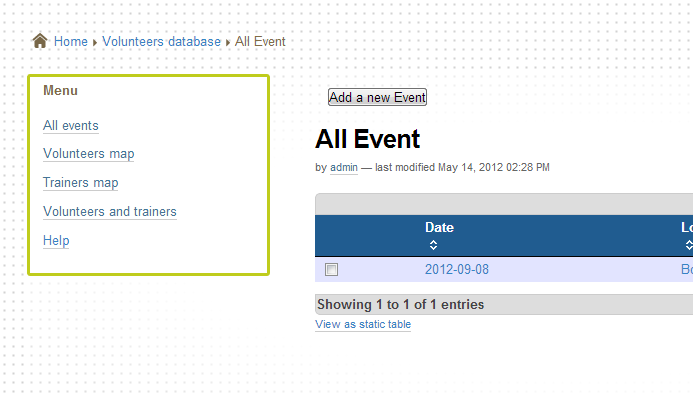 Home Volunteers database All Event
Menu
All events
Volunteers map
Trainers map
Volunteers and trainers
Help
Add a new Event
All Event
by admin — last modified May 14, 2012 02:28 PM
Date Lo
2012-09-08 Bo
Showing 1 to 1 of 1 entries
View as static table